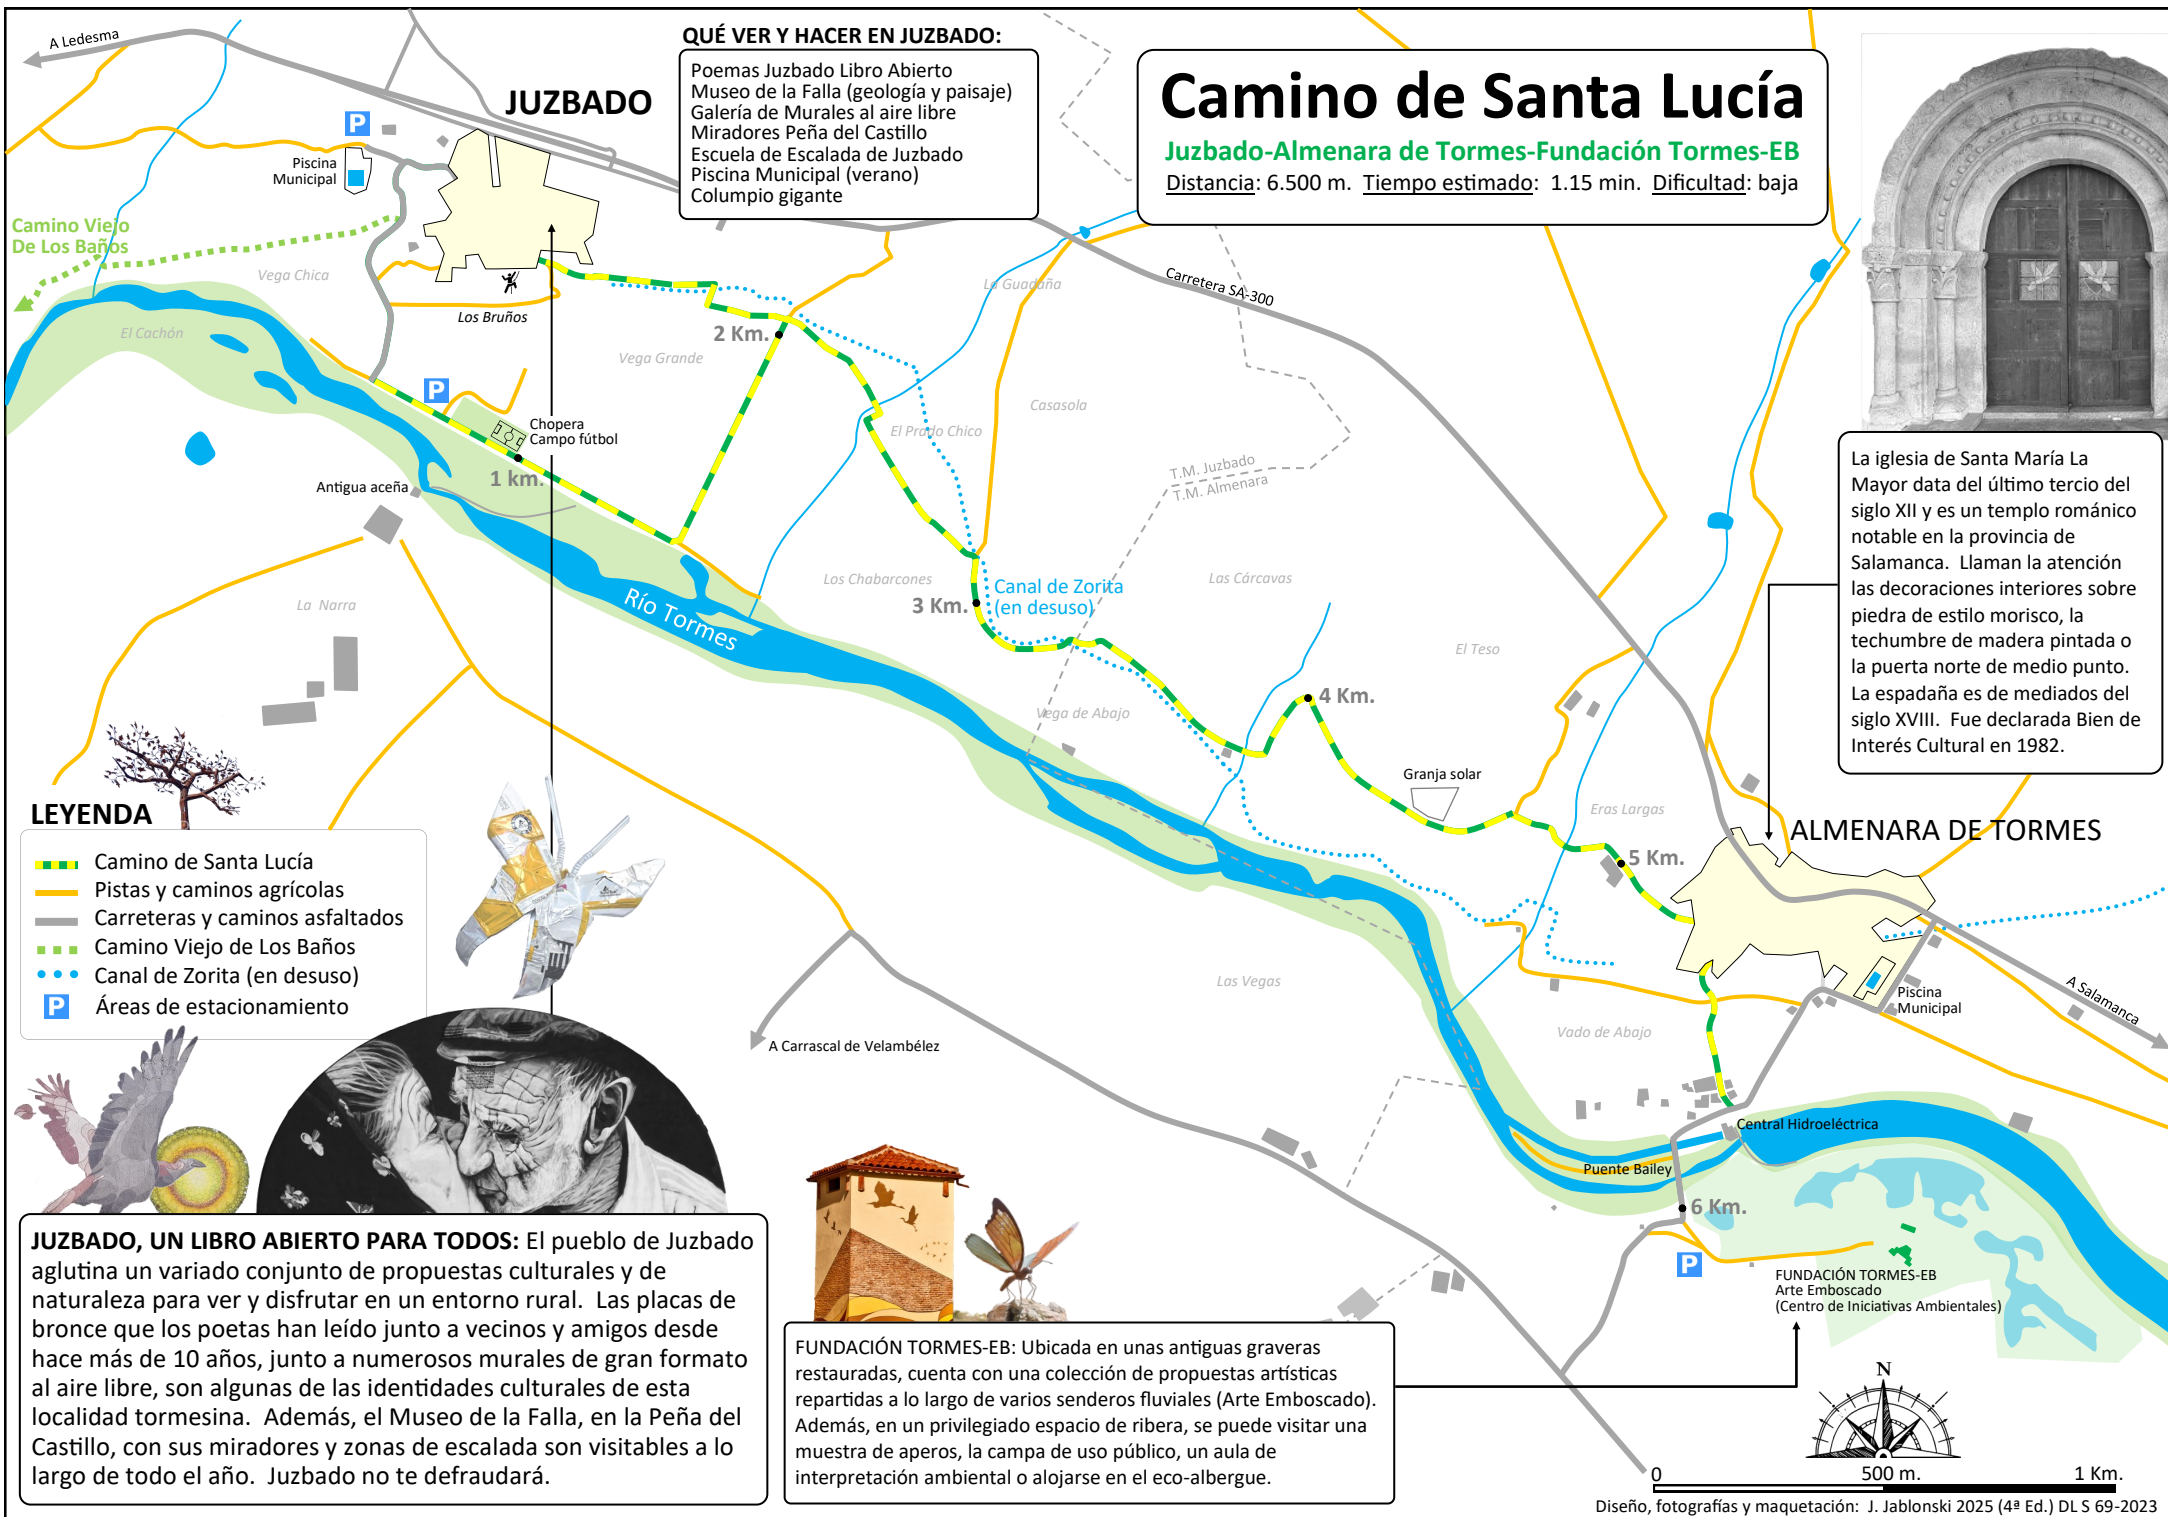 A Ledesma
QUÉ VER Y HACER EN JUZBADO:
Poemas Juzbado Libro Abierto
Museo de la Falla (geología y paisaje)
Galería de Murales al aire libre
Miradores Peña del Castillo
Escuela de Escalada de Juzbado
Piscina Municipal (verano)
Columpio gigante
Camino de Santa Lucía
Juzbado-Almenara de Tormes-Fundación Tormes-EB
Distancia: 6.500 m. Tiempo estimado: 1.15 min. Dificultad: baja
JUZBADO
P
Piscina
Municipal
Camino Viejo
De Los Baños
Vega Chica
El Cachón
Los Bruños
La Guadaña
Carretera SA-300
2 Km.
Vega Grande
P
Chopera
Campo fútbol
1 km.
Antigua aceña
Casasola
El Prado Chico
T.M. Juzbado
T.M. Almenara
La iglesia de Santa María La
Mayor data del último tercio del
siglo XII y es un templo románico
notable en la provincia de
Salamanca. Llaman la atención
las decoraciones interiores sobre
piedra de estilo morisco, la
techumbre de madera pintada o
la puerta norte de medio punto.
La espadaña es de mediados del
siglo XVIII. Fue declarada Bien de
Interés Cultural en 1982.
Los Chabarcones
Las Cárcavas
3 Km.
Canal de Zorita
(en desuso)
La Narra
Río Tormes
El Teso
4 Km.
Vega de Abajo
Granja solar
Eras Largas
ALMENARA DE TORMES
5 Km.
LEYENDA
Camino de Santa Lucía
Pistas y caminos agrícolas
Carreteras y caminos asfaltados
Camino Viejo de Los Baños
Canal de Zorita (en desuso)
P Áreas de estacionamiento
Las Vegas
Piscina
Municipal
A Salamanca
Vado de Abajo
A Carrascal de Velambélez
Central Hidroeléctrica
Puente Bailey
6 Km.
P
FUNDACIÓN TORMES-EB
Arte Emboscado
(Centro de Iniciativas Ambientales)
JUZBADO, UN LIBRO ABIERTO PARA TODOS: El pueblo de Juzbado
aglutina un variado conjunto de propuestas culturales y de
naturaleza para ver y disfrutar en un entorno rural. Las placas de
bronce que los poetas han leído junto a vecinos y amigos desde
hace más de 10 años, junto a numerosos murales de gran formato
al aire libre, son algunas de las identidades culturales de esta
localidad tormesina. Además, el Museo de la Falla, en la Peña del
Castillo, con sus miradores y zonas de escalada son visitables a lo
largo de todo el año. Juzbado no te defraudará.
FUNDACIÓN TORMES-EB: Ubicada en unas antiguas graveras
restauradas, cuenta con una colección de propuestas artísticas
repartidas a lo largo de varios senderos fluviales (Arte Emboscado).
Además, en un privilegiado espacio de ribera, se puede visitar una
muestra de aperos, la campa de uso público, un aula de
interpretación ambiental o alojarse en el eco-albergue.
N
0 500 m. 1 Km.
Diseño, fotografías y maquetación: J. Jablonski 2025 (4ª Ed.) DL S 69-2023